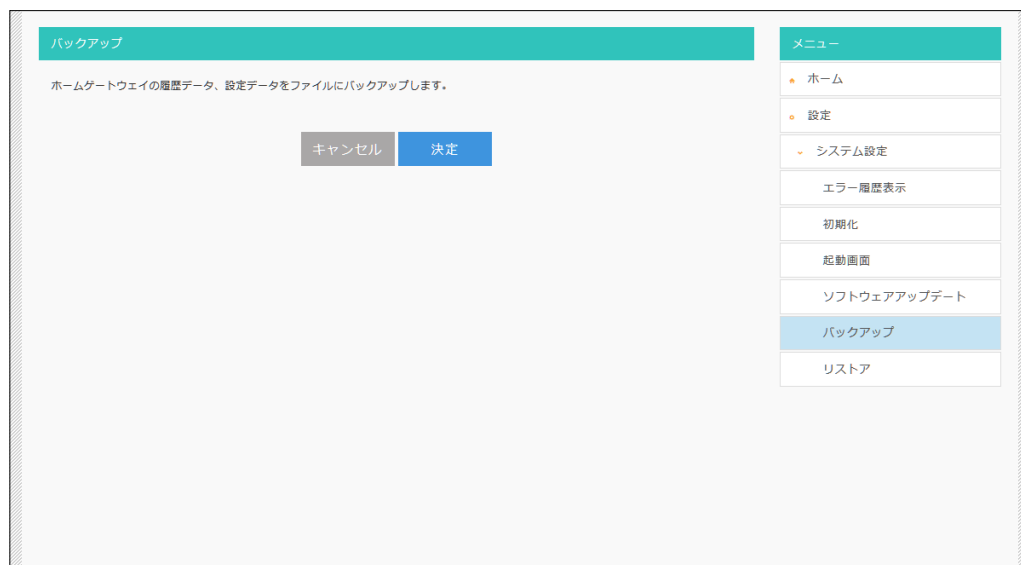 バックアップ
ホームゲートウェイの履歴データ、設定データをファイルにバックアップします。
キャンセル
決定
メニュー
ホーム
設定
システム設定
エラー履歴表示
初期化
起動画面
ソフトウェアアップデート
バックアップ
リストア